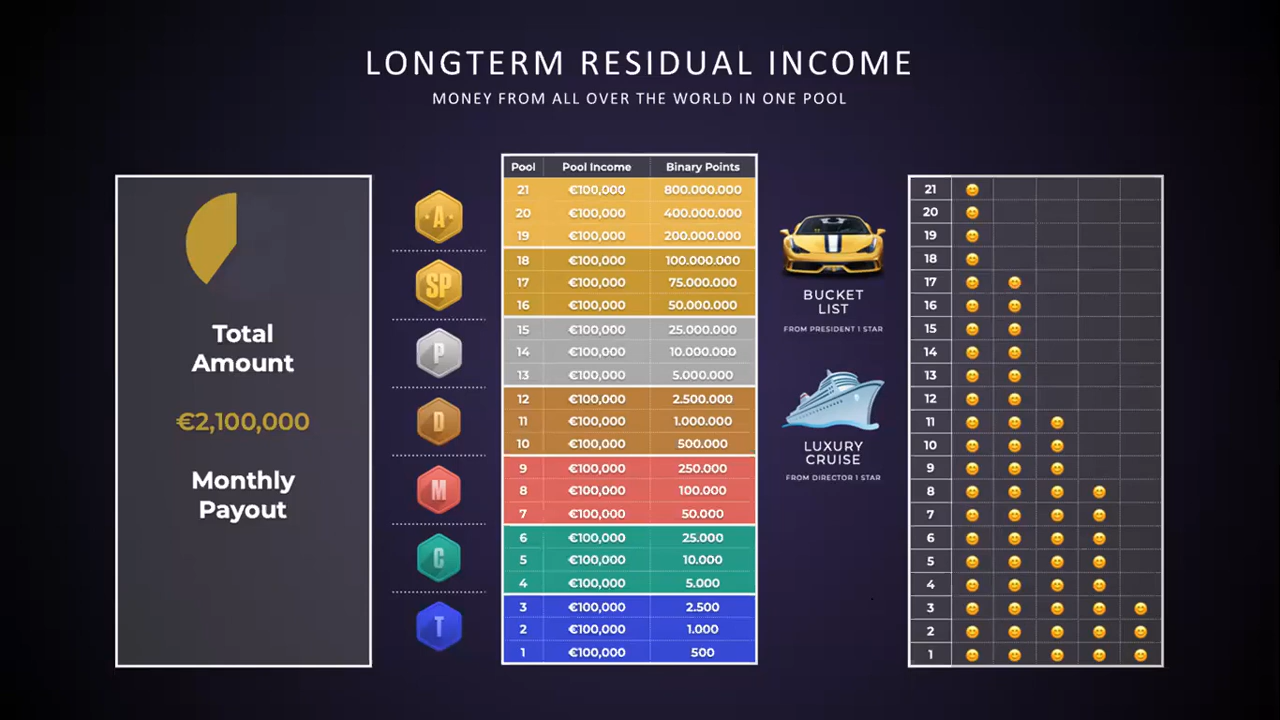 LONGTERM RESIDUAL INCOME
MONEY FROM ALL OVER THE WORLD IN ONE POOL
Total
Amount
€2,100,000
Monthly
Payout
A
SP
P
D
M
C
T
Pool Pool Income Binary Points
21 €100,000 800.000.000
20 €100,000 400.000.000
19 €100,000 200.000.000
18 €100,000 100.000.000
17 €100,000 75.000.000
16 €100,000 50.000.000
15 €100,000 25.000.000
14 €100,000 10.000.000
13 €100,000 5.000.000
12 €100,000 2.500.000
11 €100,000 1.000.000
10 €100,000 500.000
9 €100,000 250.000
8 €100,000 100.000
7 €100,000 50.000
6 €100,000 25.000
5 €100,000 10.000
4 €100,000 5.000
3 €100,000 2.500
2 €100,000 1.000
1 €100,000 500
BUCKET
LIST
FROM PRESIDENT 1 STAR
LUXURY
CRUISE
FROM DIRECTOR 1 STAR
21
20
19
18
17
16
15
14
13
12
11
10
9
8
7
6
5
4
3
2
1